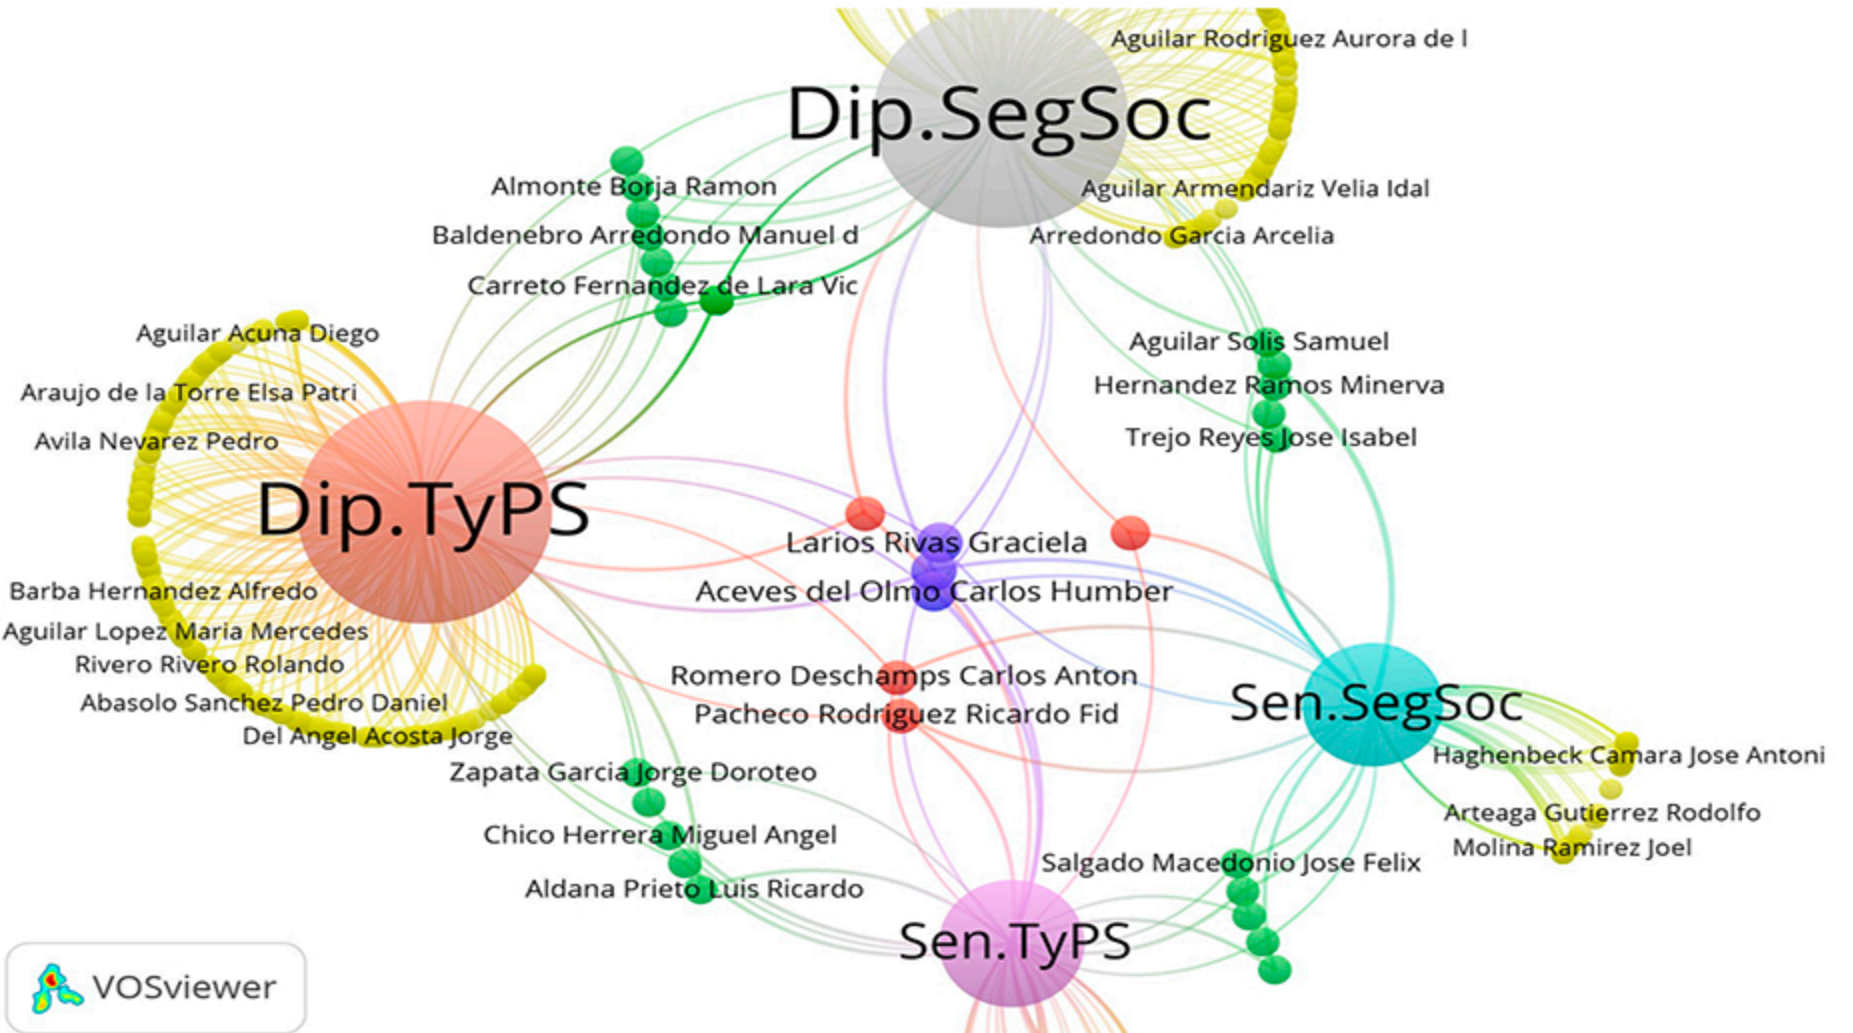 Aguilar Rodriguez Aurora de l
Dip.SegSoc
Almonte Borja Ramon
Aguilar Armendariz Velia Idal
Baldenebro Arredondo Manuel d
Arredondo Garcia Arcelia
Carreto Fernandez de Lara Vic
Aguilar Acuna Diego
Aguilar Solis Samuel
Araujo de la Torre Elsa Patri
Hernandez Ramos Minerva
Avila Nevarez Pedro
Trejo Reyes Jose Isabel
Dip.TyPS
Larios Rivas Graciela
Barba Hernandez Alfredo
Aceves del Olmo Carlos Humber
Aguilar Lopez Maria Mercedes
Rivero Rivero Rolando
Romero Deschamps Carlos Anton
Abasolo Sanchez Pedro Daniel
Sen.SegSoc
Pacheco Rodriguez Ricardo Fid
Del Angel Acosta Jorge
Haghenbeck Camara Jose Antoni
Zapata Garcia Jorge Doroteo
Arteaga Gutierrez Rodolfo
Chico Herrera Miguel Angel
Molina Ramirez Joel
Salgado Macedonio Jose Felix
Aldana Prieto Luis Ricardo
Sen.TyPS
VOSviewer